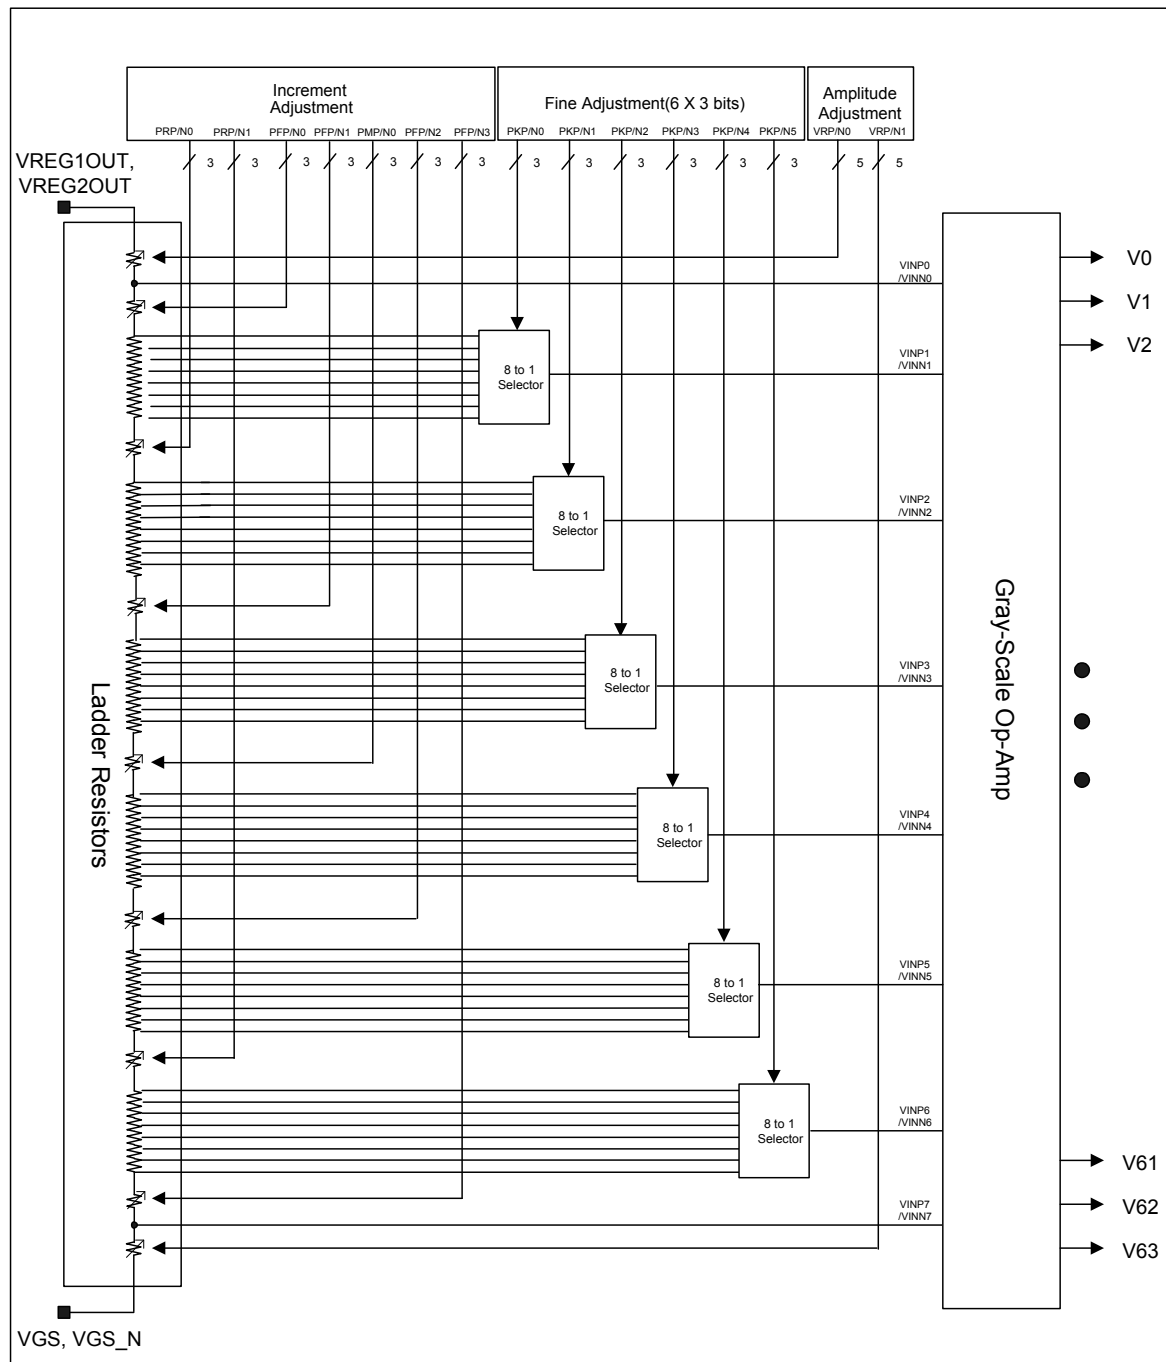 Increment
Adjustment
PRP/N0 PRP/N1 PFP/N0 PFP/N1 PMP/N0 PFP/N2 PFP/N3
Fine Adjustment(6 X 3 bits)
PKP/N0 PKP/N1 PKP/N2 PKP/N3 PKP/N4 PKP/N5
Amplitude
Adjustment
VRP/N0 VRP/N1
3 3 3 3 3 3 3 3 3 3 3 3 3 5 5
VREG1OUT,
VREG2OUT
VINP0
/VINN0
V0
V1
V2
8 to 1
Selector
VINP1
/VINN1
8 to 1
Selector
VINP2
/VINN2
8 to 1
Selector
VINP3
/VINN3
Ladder Resistors
Gray-Scale Op-Amp
8 to 1
Selector
VINP4
/VINN4
8 to 1
Selector
VINP5
/VINN5
8 to 1
Selector
VINP6
/VINN6
V61
V62
VINP7
/VINN7
V63
VGS, VGS_N